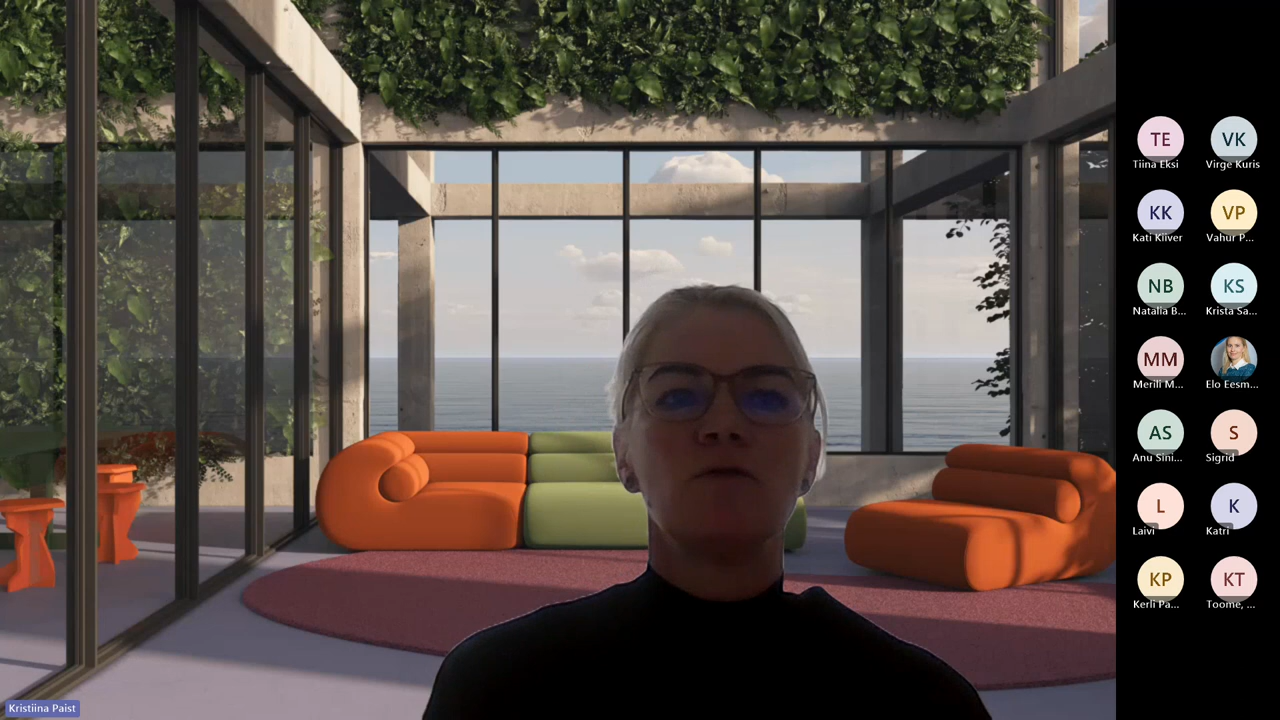 TE
VK
Tiina Eksi
Virge Kuris
KK
VP
Kati Kiiver
Vahur P...
NB
KS
Natalia B...
Krista Sa...
MM
Merili M...
Elo Eesm...
AS
S
Anu Sini...
Sigrid
L
K
Laivi
Katri
KP
KT
Kerli Pa...
Toome, ...
Kristiina Paist